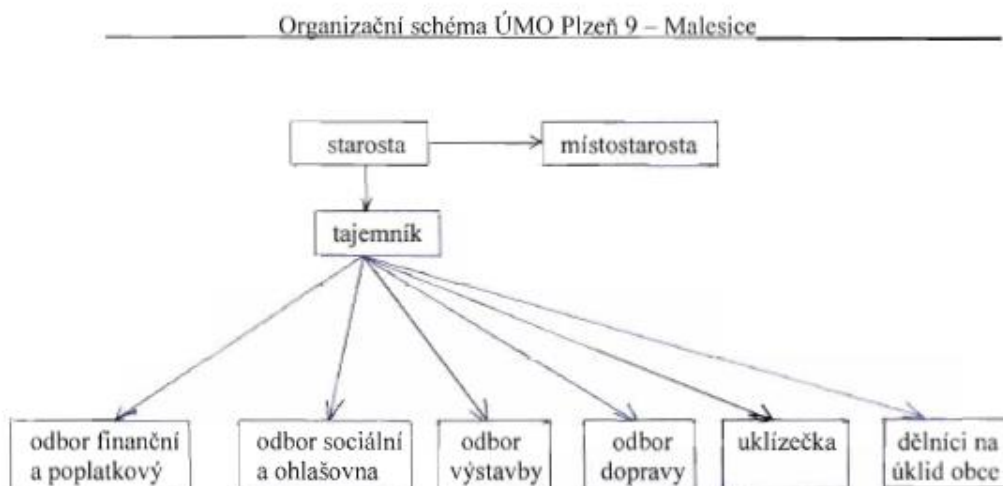 Organizační schéma ÚMO Plzeň 9 – Malesice
starosta
místostarosta
tajemník
odbor finanční
a poplatkový
odbor sociální
a ohlašovna
odbor
výstavby
odbor
dopravy
uklízečka
dělníci na
úklid obce